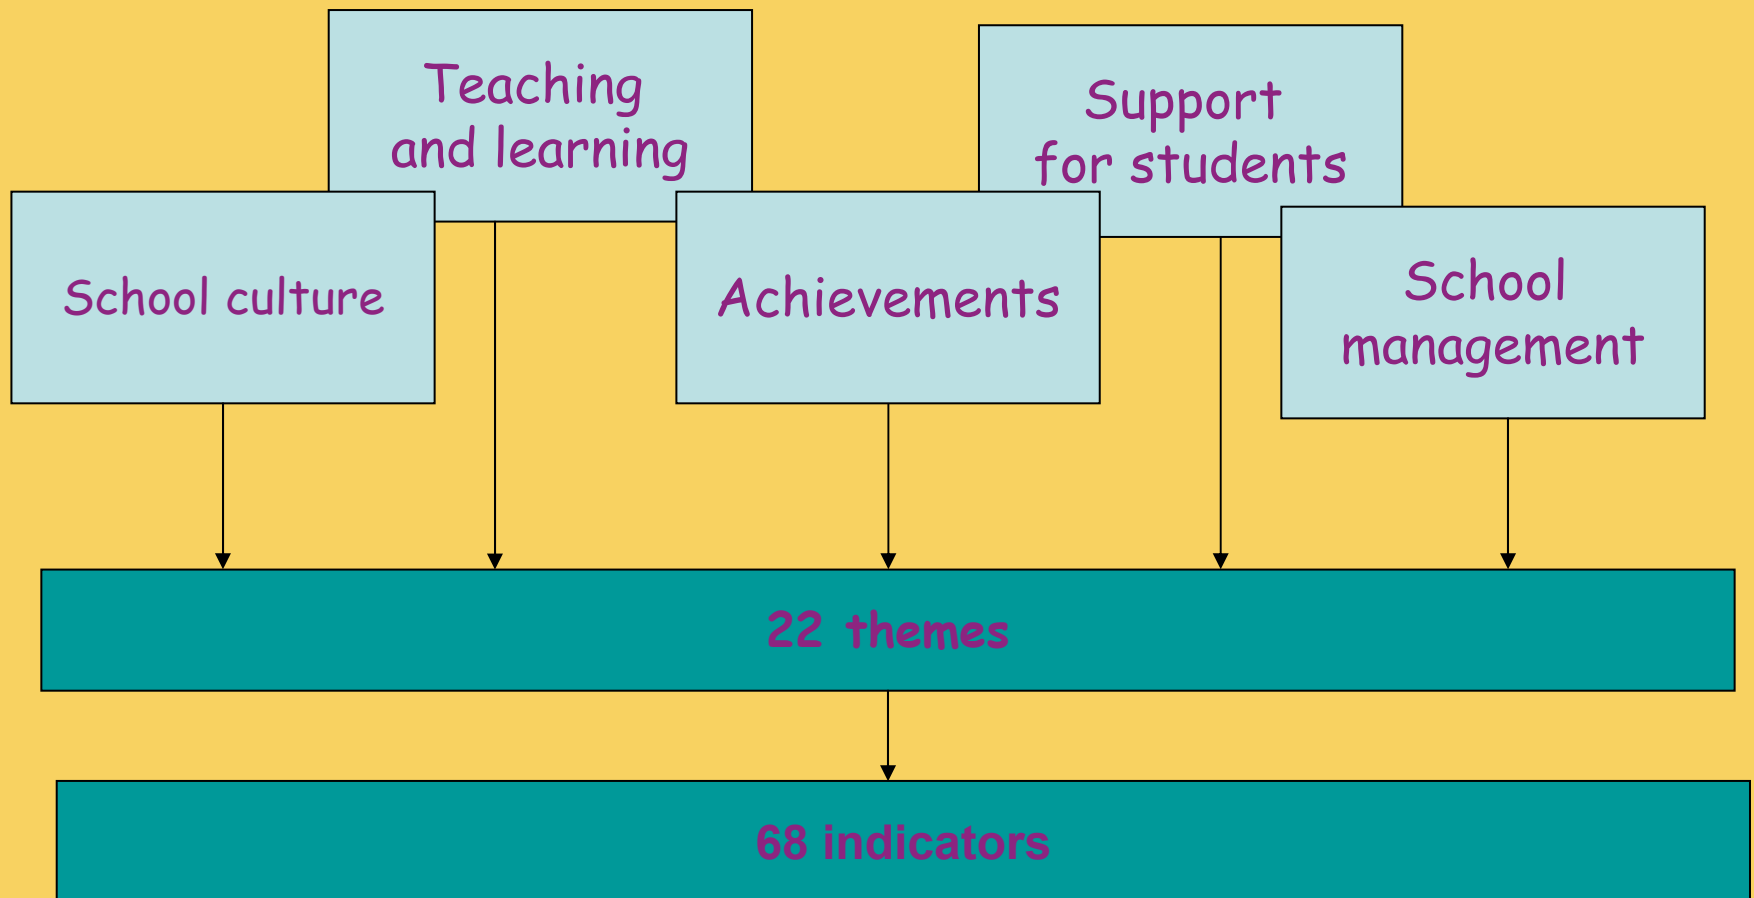 Teaching
and learning
Support
for students
School culture
Achievements
School
management
22 themes
68 indicators